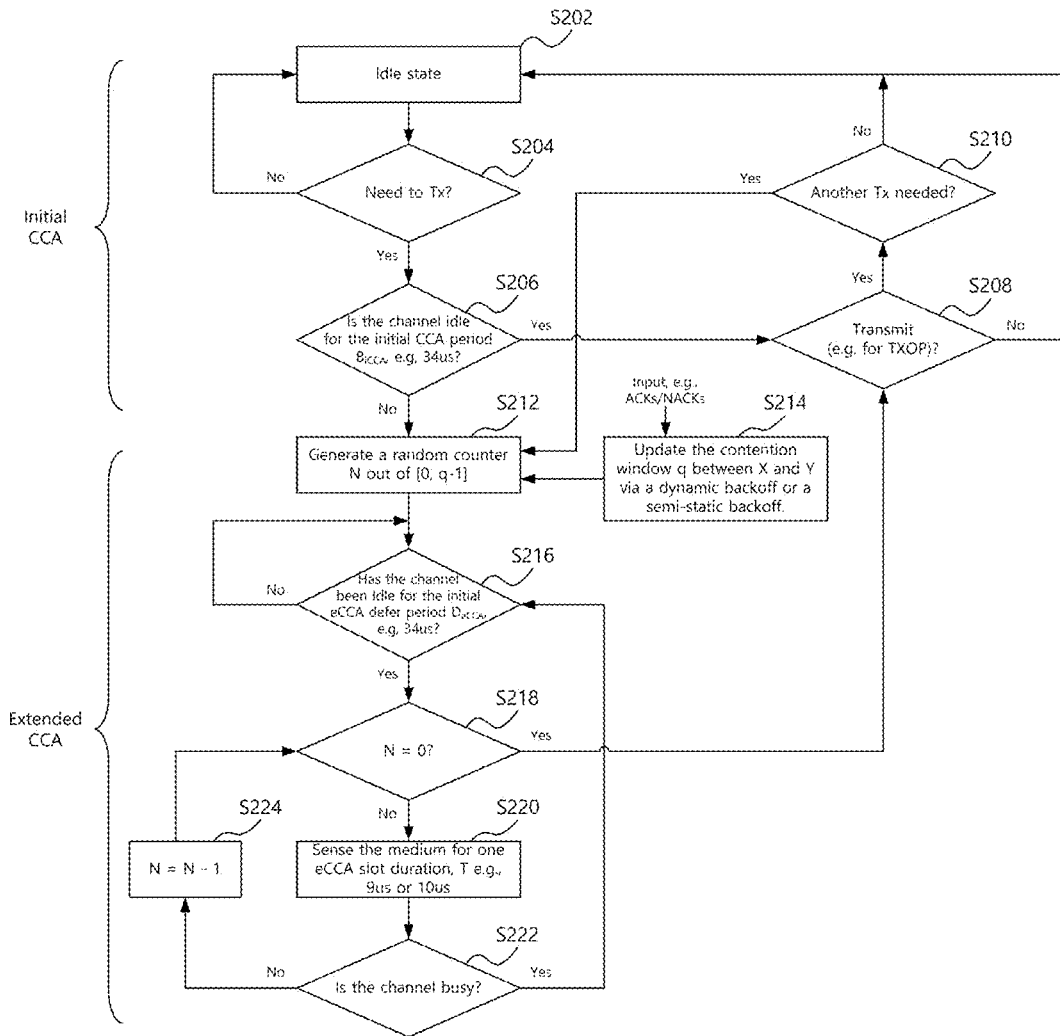 S202
Idle state
S204
Need to Tx?
No
Yes
S210
Another Tx needed?
No
Yes
Initial
CCA
S206
Is the channel idle
for the initial CCA period
BiCCA, e.g, 34us?
Yes
No
S208
Transmit
(e.g. for TXOP)?
Yes
No
S212
Generate a random counter
N out of [0, q-1]
Input, e.g.,
ACKs/NACKs
S214
Update the contention
window q between X and Y
via a dynamic backoff or a
semi-static backoff.
S216
Has the channel
been idle for the initial
eCCA defer period DeCCA,
e.g, 34us?
No
Yes
Extended
CCA
S218
N = 0?
Yes
No
S224
N = N - 1
S220
Sense the medium for one
eCCA slot duration, T e.g.,
9us or 10us
S222
Is the channel busy?
No
Yes